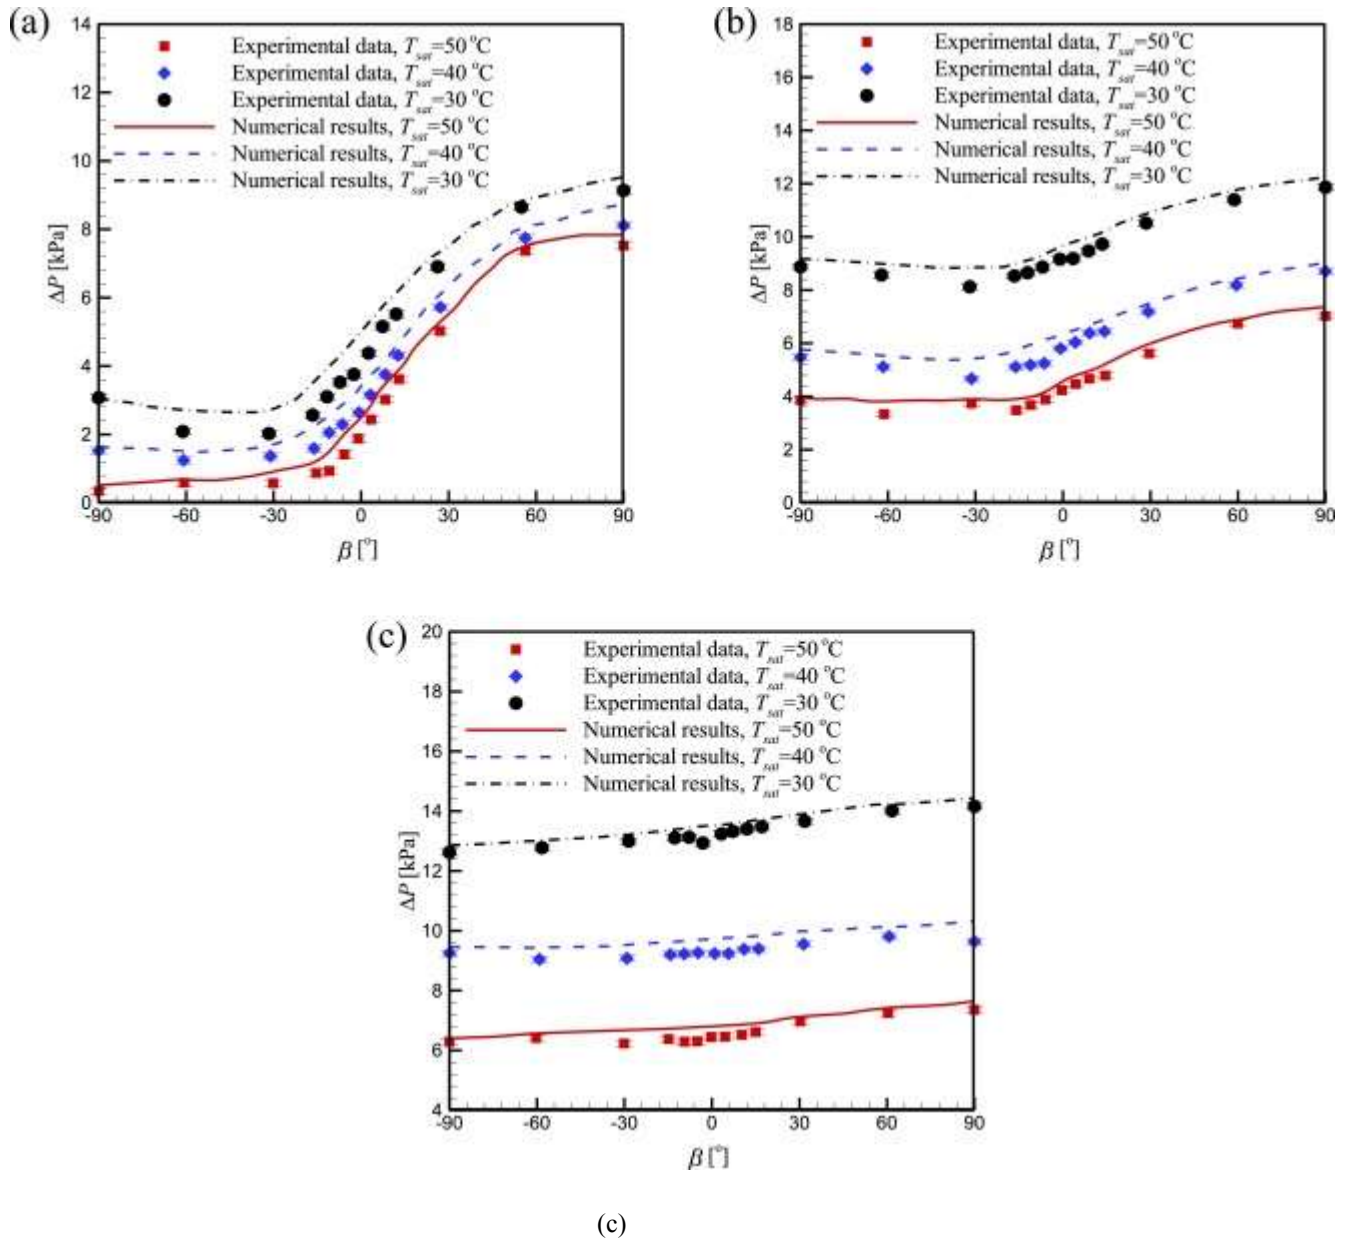 (a)
14
12
10
8
6
4
2
0
ΔP [kPa]
Experimental data, Tsat=50 °C
Experimental data, Tsat=40 °C
Experimental data, Tsat=30 °C
Numerical results, Tsat=50 °C
Numerical results, Tsat=40 °C
Numerical results, Tsat=30 °C
-90 -60 -30 0 30 60 90
β [°]
(b)
18
16
14
12
10
8
6
4
2
0
ΔP [kPa]
Experimental data, Tsat=50 °C
Experimental data, Tsat=40 °C
Experimental data, Tsat=30 °C
Numerical results, Tsat=50 °C
Numerical results, Tsat=40 °C
Numerical results, Tsat=30 °C
-90 -60 -30 0 30 60 90
β [°]
(c)
20
18
16
14
12
10
8
6
4
ΔP [kPa]
Experimental data, Tsat=50 °C
Experimental data, Tsat=40 °C
Experimental data, Tsat=30 °C
Numerical results, Tsat=50 °C
Numerical results, Tsat=40 °C
Numerical results, Tsat=30 °C
-90 -60 -30 0 30 60 90
β [°]
(c)